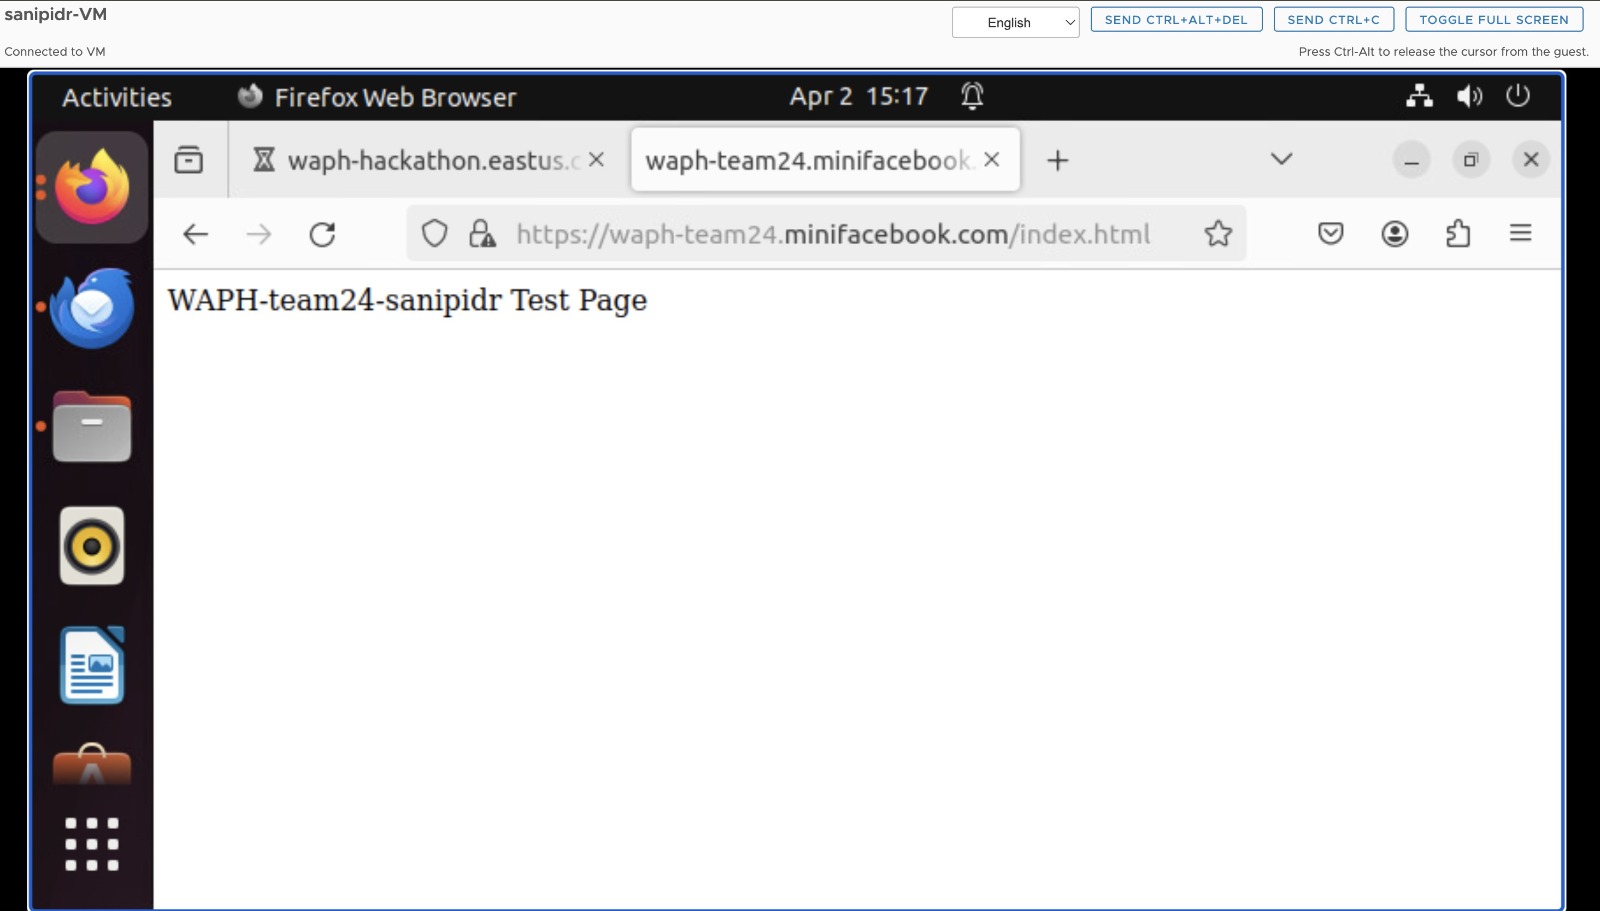 sanipidr-VM
English
SEND CTRL+ALT+DEL
SEND CTRL+C
TOGGLE FULL SCREEN
Connected to VM
Press Ctrl-Alt to release the cursor from the guest.
Activities
Firefox Web Browser
Apr 2 15:17
waph-hackathon.eastus.c
waph-team24.minifacebook.
https://waph-team24.minifacebook.com/index.html
WAPH-team24-sanipidr Test Page